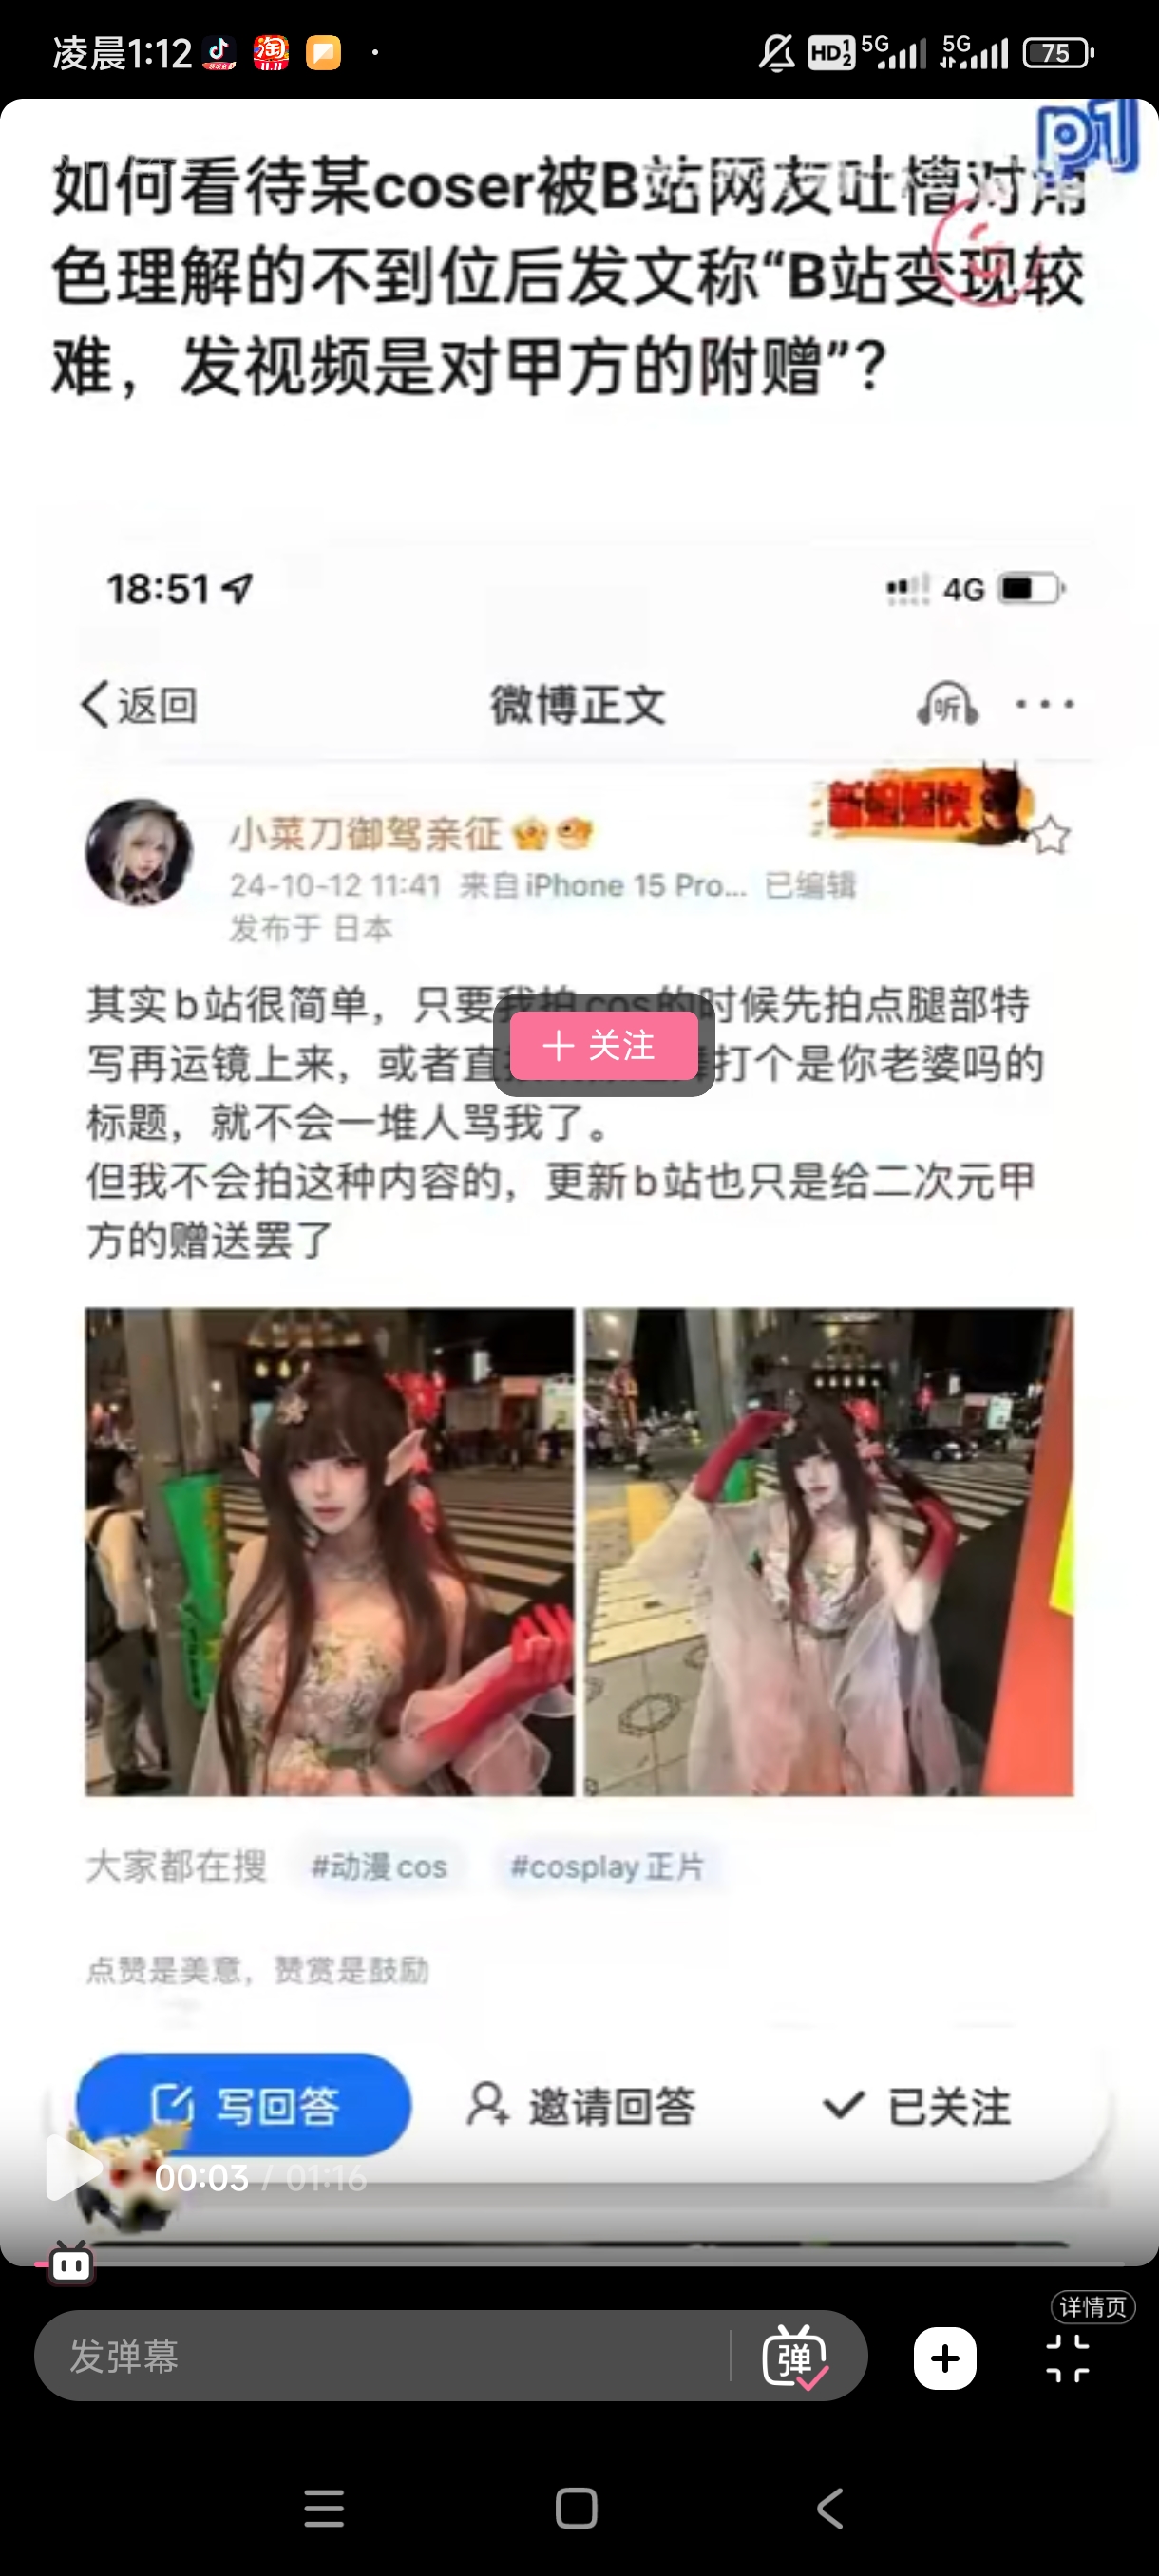 凌晨1:12
HD 1 2 5G 5G 75
p1
如何看待某coser被B站网友吐槽对角
色理解的不到位后发文称“B站变现较
难，发视频是对甲方的附赠”？
18:51 4G
返回 微博正文 听
小菜刀御驾亲征
24-10-12 11:41 来自iPhone 15 Pro... 已编辑
发布于 日本
其实b站很简单，只要我拍cos的时候先拍点腿部特
写再运镜上来，或者直 打个是你老婆吗的
标题，就不会一堆人骂我了。
但我不会拍这种内容的，更新b站也只是给二次元甲
方的赠送罢了
关注
大家都在搜 #动漫cos #cosplay正片
点赞是美意，赞赏是鼓励
写回答 邀请回答 已关注
00:03 / 01:16
详情页
发弹幕 弹